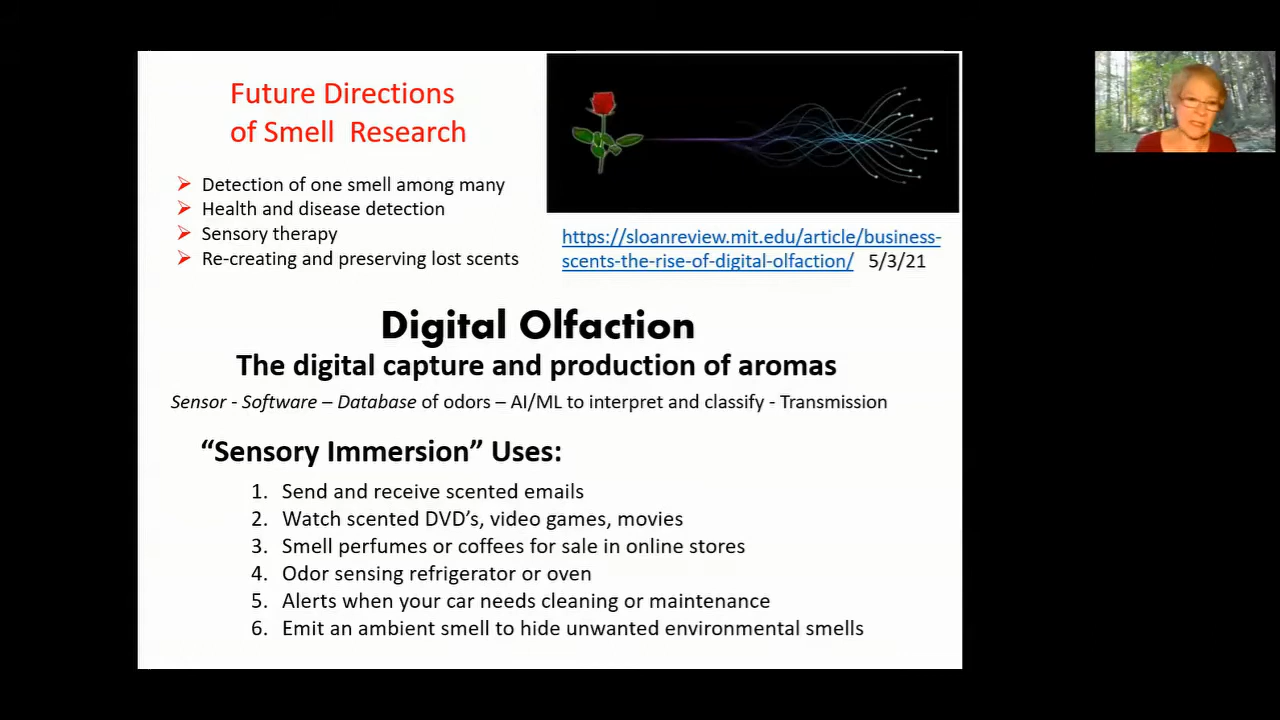 Future Directions
of Smell Research
Detection of one smell among many
Health and disease detection
Sensory therapy
Re-creating and preserving lost scents
https://sloanreview.mit.edu/article/business-
scents-the-rise-of-digital-olfaction/ 5/3/21
Digital Olfaction
The digital capture and production of aromas
Sensor - Software – Database of odors – AI/ML to interpret and classify - Transmission
“Sensory Immersion” Uses:
1. Send and receive scented emails
2. Watch scented DVD’s, video games, movies
3. Smell perfumes or coffees for sale in online stores
4. Odor sensing refrigerator or oven
5. Alerts when your car needs cleaning or maintenance
6. Emit an ambient smell to hide unwanted environmental smells